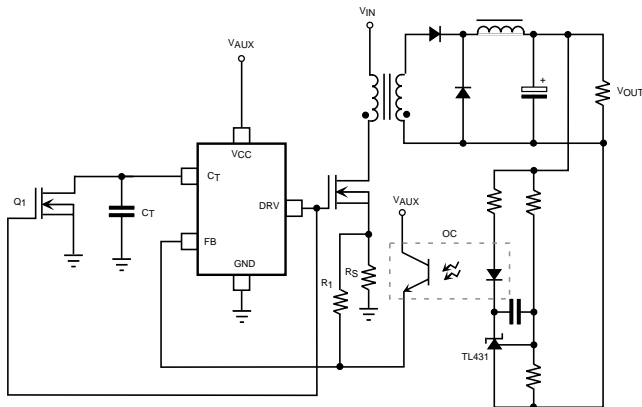 VIN
VAUX
VOUT
+
VCC
Q1
CT
CT
DRV
VAUX
FB
OC
GND
R1
RS
TL431